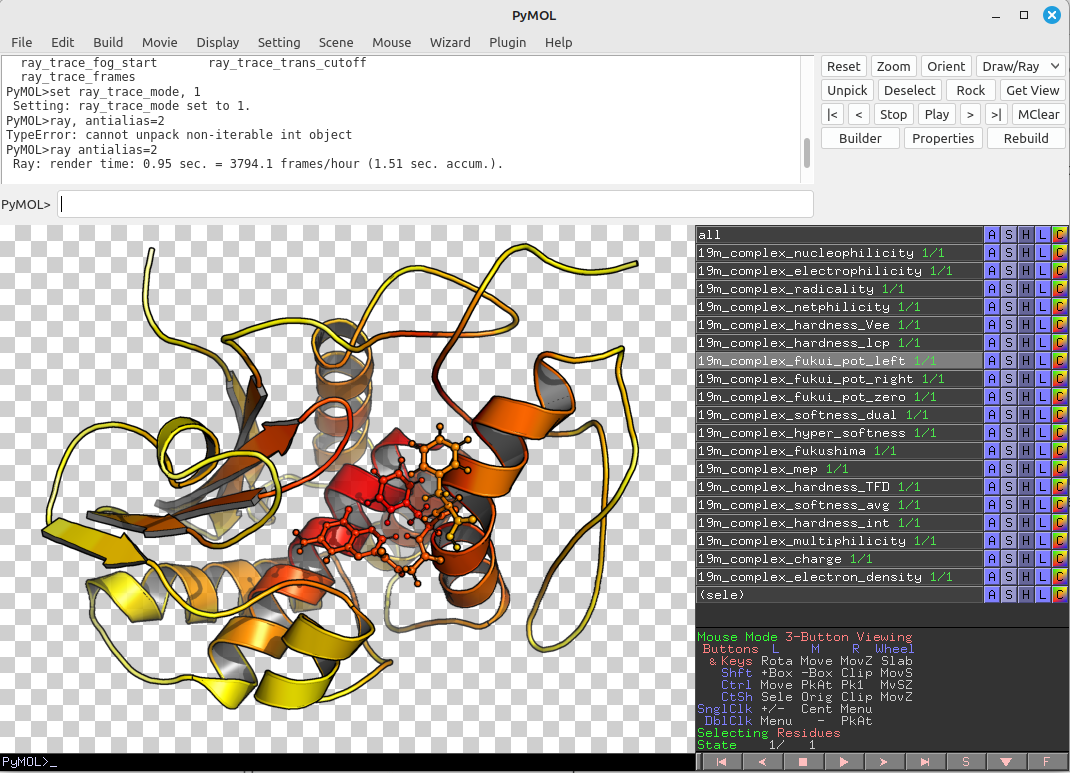 PyMOL
File Edit Build Movie Display Setting Scene Mouse Wizard Plugin Help
ray_trace_fog_start ray_trace_trans_cutoff
ray_trace_frames
PyMOL>set ray_trace_mode, 1
Setting: ray_trace_mode set to 1.
PyMOL>ray, antialias=2
TypeError: cannot unpack non-iterable int object
PyMOL>ray antialias=2
Ray: render time: 0.95 sec. = 3794.1 frames/hour (1.51 sec. accum.).
PyMOL>
Reset Zoom Orient Draw/Ray
Unpick Deselect Rock Get View
|< < Stop Play > >| MClear
Builder Properties Rebuild
all A S H L C
19m_complex_nucleophilicity 1/1 A S H L C
19m_complex_electrophilicity 1/1 A S H L C
19m_complex_radicality 1/1 A S H L C
19m_complex_netphilicity 1/1 A S H L C
19m_complex_hardness_Vee 1/1 A S H L C
19m_complex_hardness_lcp 1/1 A S H L C
19m_complex_fukui_pot_left 1/1 A S H L C
19m_complex_fukui_pot_right 1/1 A S H L C
19m_complex_fukui_pot_zero 1/1 A S H L C
19m_complex_softness_dual 1/1 A S H L C
19m_complex_hyper_softness 1/1 A S H L C
19m_complex_fukushima 1/1 A S H L C
19m_complex_mep 1/1 A S H L C
19m_complex_hardness_TFD 1/1 A S H L C
19m_complex_softness_avg 1/1 A S H L C
19m_complex_hardness_int 1/1 A S H L C
19m_complex_multiphilicity 1/1 A S H L C
19m_complex_charge 1/1 A S H L C
19m_complex_electron_density 1/1 A S H L C
(sele) A S H L C
Mouse Mode 3-Button Viewing
Buttons L M R Wheel
& Keys Rota Move MovZ Slab
Shft +Box -Box Clip MovS
Ctrl Move PkAt Pk1 MvSZ
CtSh Sele Orig Clip MovZ
SnglClk +/- Cent Menu
DblClk Menu - PkAt
Selecting Residues
State 1/ 1
PyMOL>_
S F